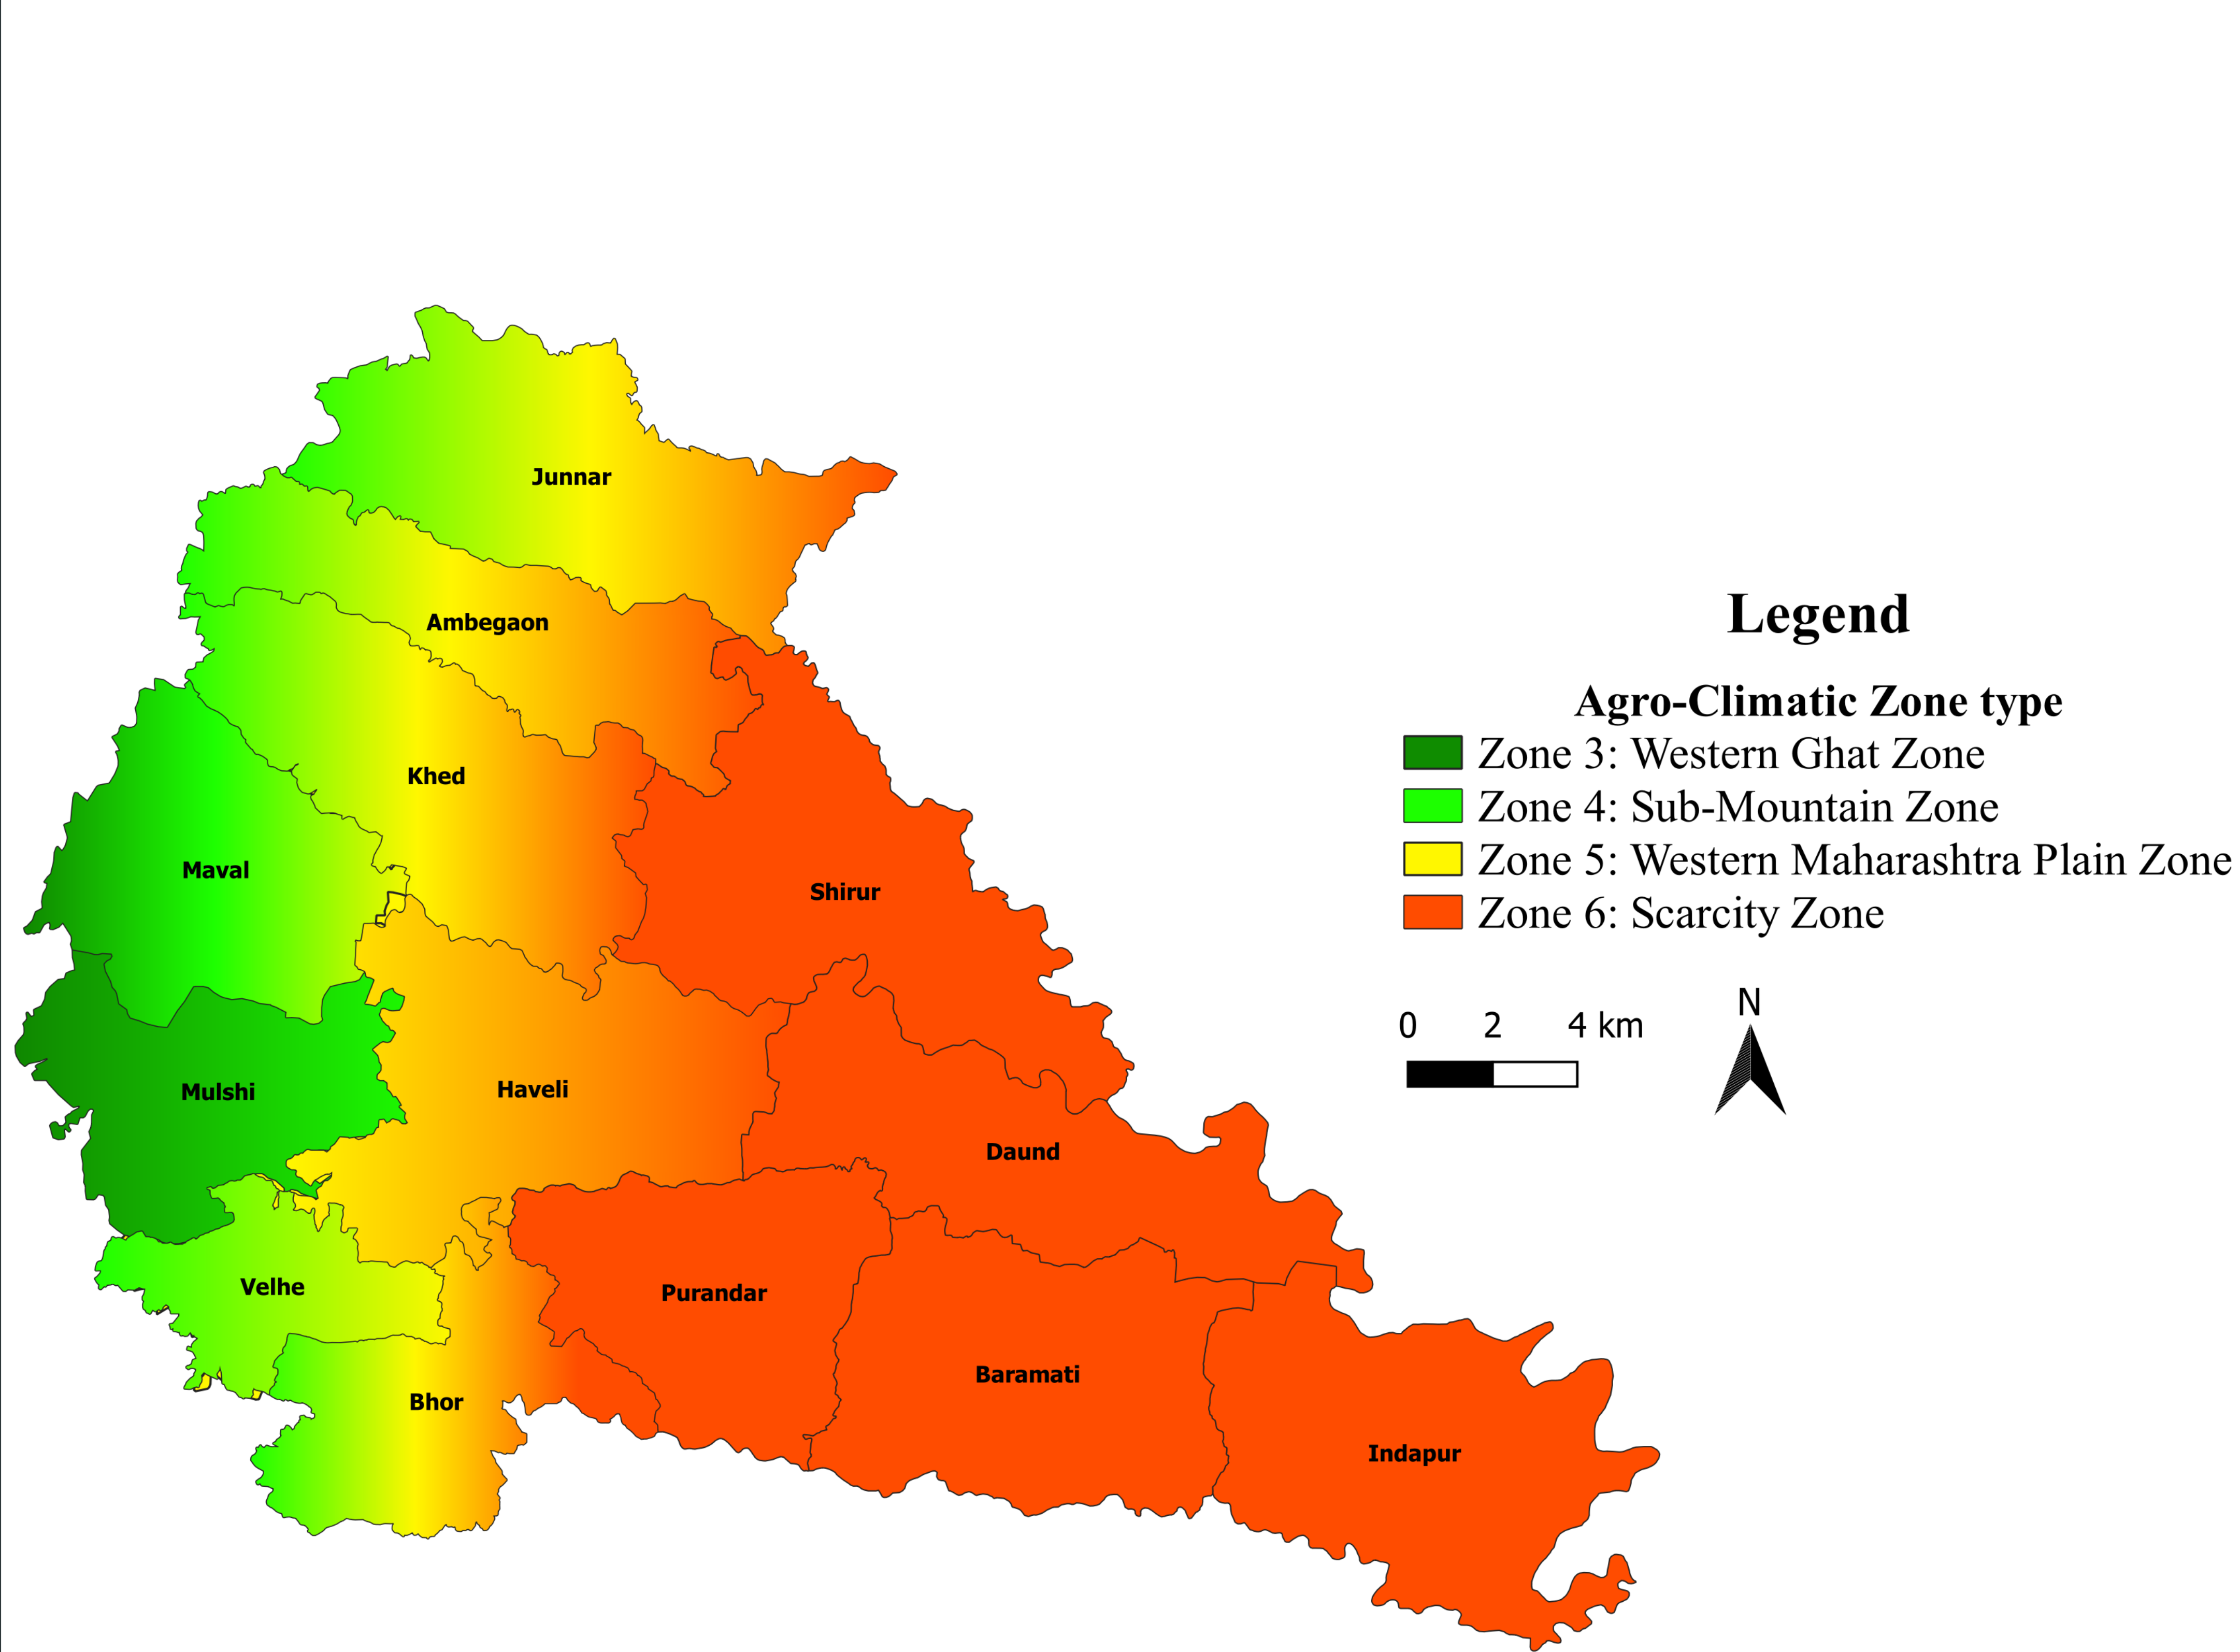 Junnar
Ambegaon
Khed
Maval
Shirur
Mulshi
Haveli
Daund
Velhe
Purandar
Bhor
Baramati
Indapur
Legend
Agro-Climatic Zone type
Zone 3: Western Ghat Zone
Zone 4: Sub-Mountain Zone
Zone 5: Western Maharashtra Plain Zone
Zone 6: Scarcity Zone
0 2 4 km
N